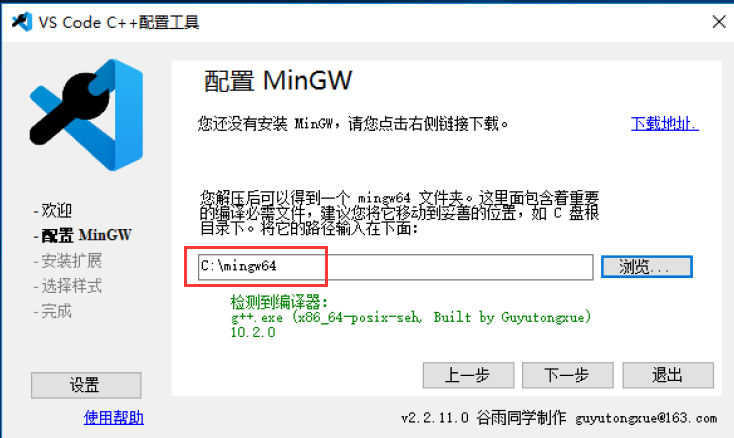 VS Code C++配置工具
配置 MinGW
您还没有安装 MinGW，请您点击右侧链接下载。
下载地址.
您解压后可以得到一个 mingw64 文件夹。这里面包含着重要
的编译必需文件，建议您将它移动到妥善的位置，如 C 盘根
目录下。将它的路径输入在下面：
C:\mingw64
浏览...
检测到编译器：
g++.exe (x86_64-posix-seh, Built by Guyutongxue)
10.2.0
-欢迎
-配置 MinGW
-安装扩展
-选择样式
-完成
上一步
下一步
退出
设置
使用帮助
v2.2.11.0 谷雨同学制作 guyutongxue@163.com